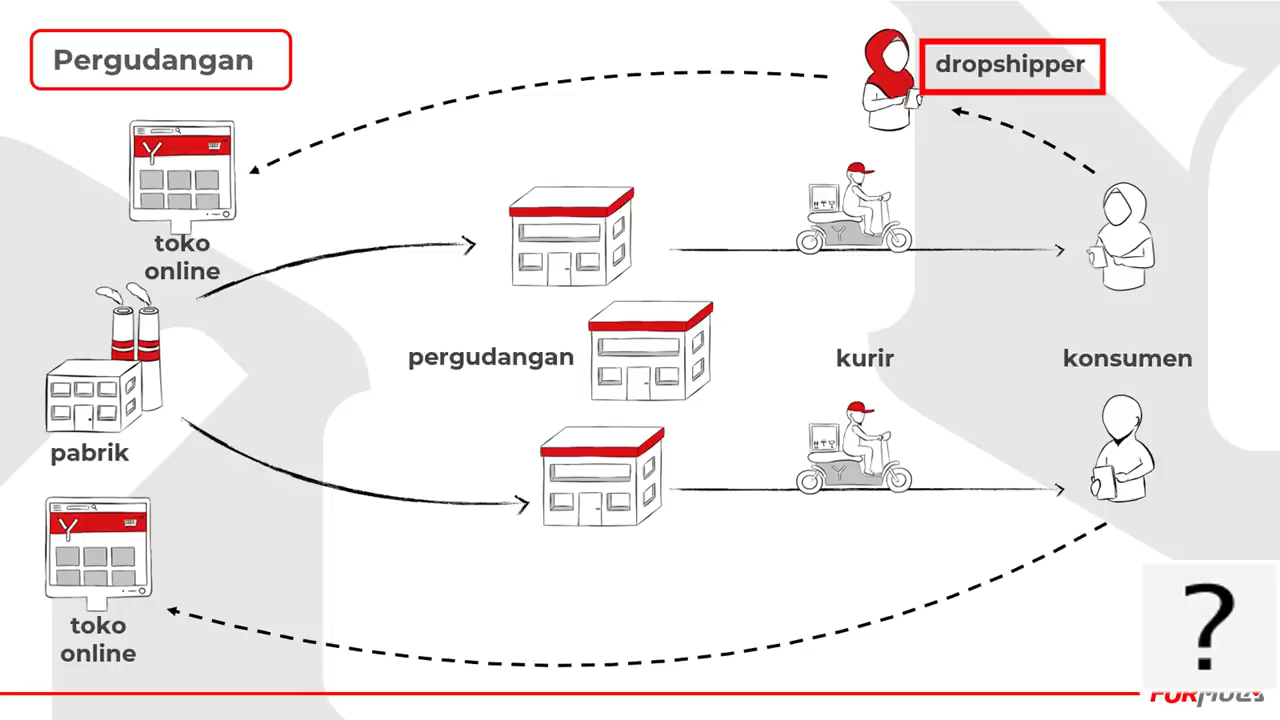 Pergudangan
dropshipper
toko
online
pergudangan
kurir
konsumen
pabrik
toko
online
?